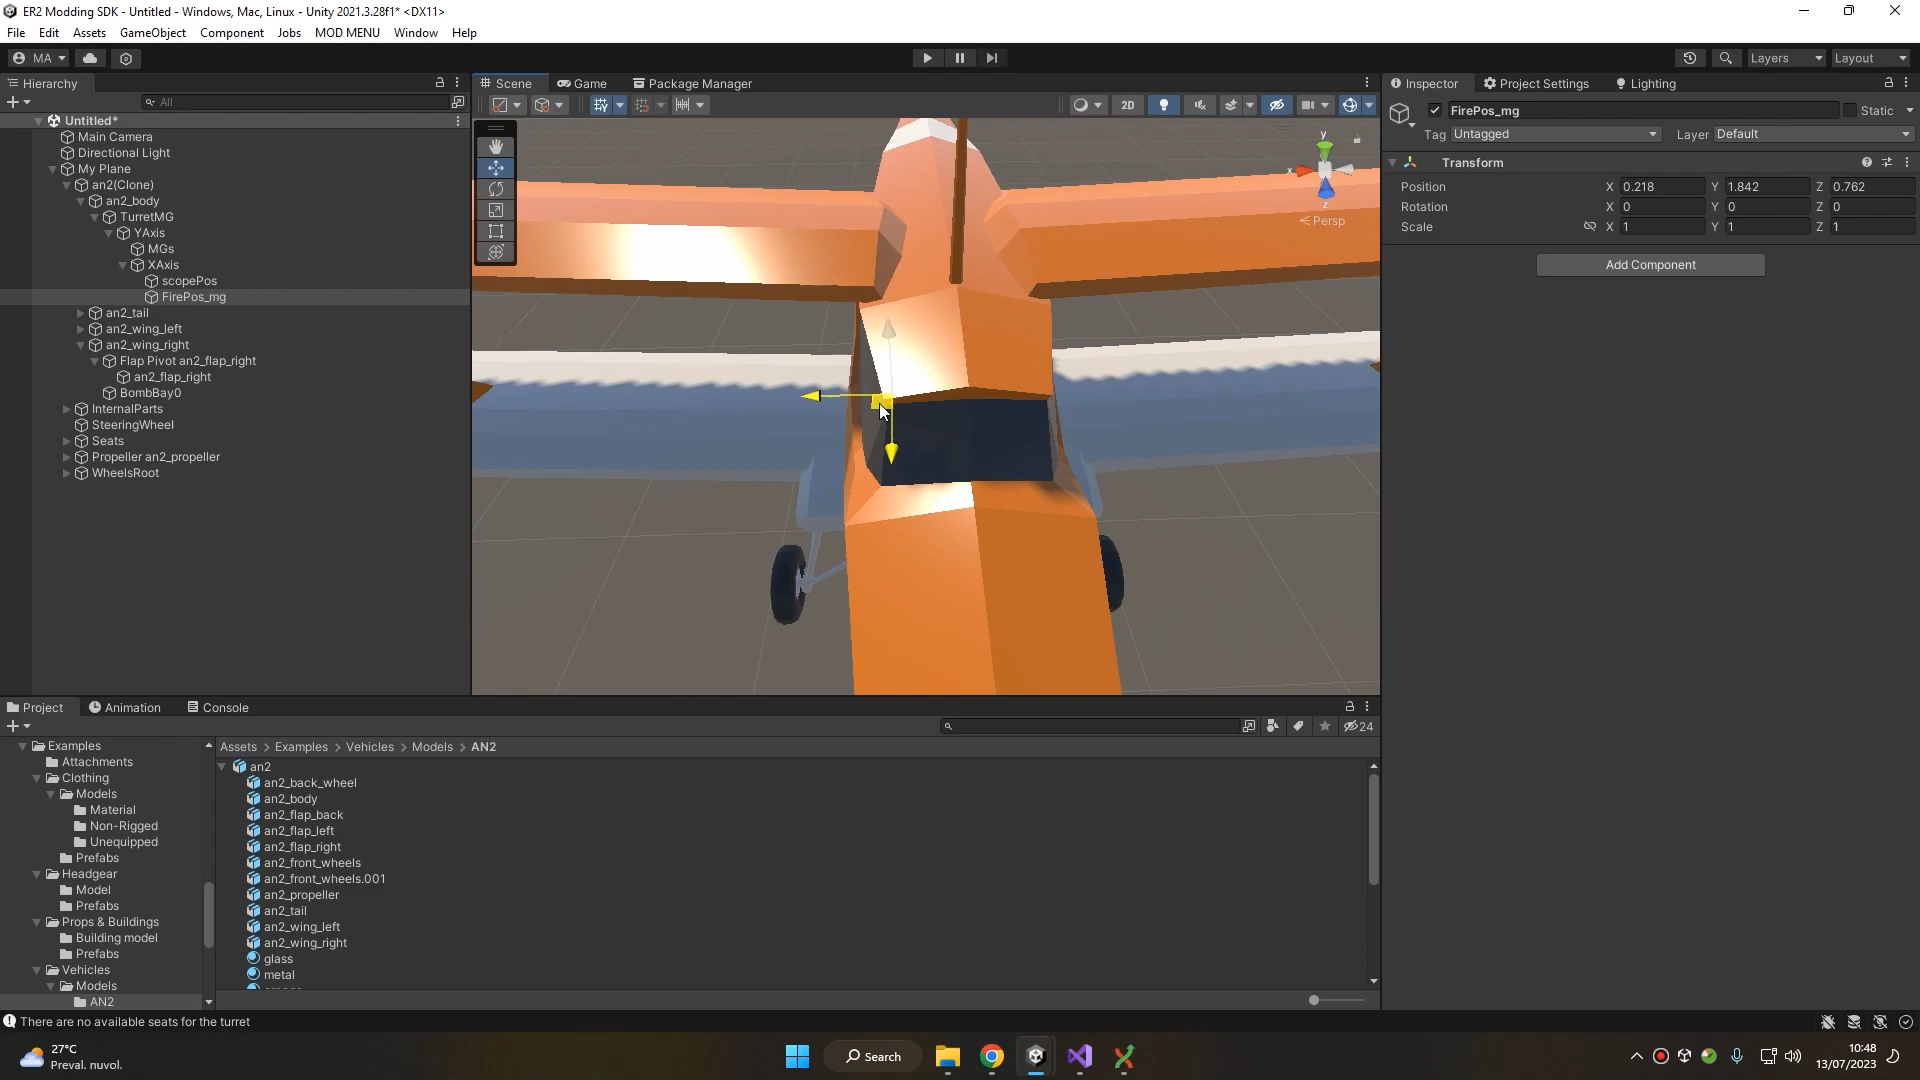 ER2 Modding SDK - Untitled - Windows, Mac, Linux - Unity 2021.3.28f1* <DX11>
File Edit Assets GameObject Component Jobs MOD MENU Window Help
MA
Layers
Layout
Hierarchy
All
Untitled*
Main Camera
Directional Light
My Plane
an2(Clone)
an2_body
TurretMG
YAxis
MGs
XAxis
scopePos
FirePos_mg
an2_tail
an2_wing_left
an2_wing_right
Flap Pivot an2_flap_right
an2_flap_right
BombBay0
InternalParts
SteeringWheel
Seats
Propeller an2_propeller
WheelsRoot
Scene Game Package Manager
2D
y
x
z
< Persp
Inspector Project Settings Lighting
FirePos_mg
Static
Tag Untagged Layer Default
Transform
Position X 0.218 Y 1.842 Z 0.762
Rotation X 0 Y 0 Z 0
Scale X 1 Y 1 Z 1
Add Component
Project Animation Console
24
Examples
Attachments
Clothing
Models
Material
Non-Rigged
Unequipped
Prefabs
Headgear
Model
Prefabs
Props & Buildings
Building model
Prefabs
Vehicles
Models
AN2
Assets > Examples > Vehicles > Models > AN2
an2
an2_back_wheel
an2_body
an2_flap_back
an2_flap_left
an2_flap_right
an2_front_wheels
an2_front_wheels.001
an2_propeller
an2_tail
an2_wing_left
an2_wing_right
glass
metal
There are no available seats for the turret
27°C
Preval. nuvol.
Search
10:48
13/07/2023